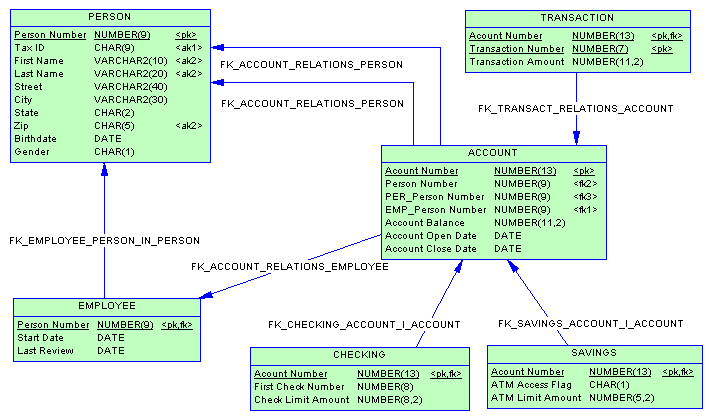 PERSON
Person Number NUMBER(9) <pk>
Tax ID CHAR(9) <ak1>
First Name VARCHAR2(10) <ak2>
Last Name VARCHAR2(20) <ak2>
Street VARCHAR2(40)
City VARCHAR2(30)
State CHAR(2)
Zip CHAR(5) <ak2>
Birthdate DATE
Gender CHAR(1)
TRANSACTION
Account Number NUMBER(13) <pk,fk>
Transaction Number NUMBER(7) <pk>
Transaction Amount NUMBER(11,2)
FK_ACCOUNT_RELATIONS_PERSON
FK_ACCOUNT_RELATIONS_PERSON
FK_TRANSACT_RELATIONS_ACCOUNT
ACCOUNT
Acount Number NUMBER(13) <pk>
Person Number NUMBER(9) <fk2>
PER_Person Number NUMBER(9) <fk3>
EMP_Person Number NUMBER(9) <fk1>
Account Balance NUMBER(11,2)
Account Open Date DATE
Account Close Date DATE
FK_EMPLOYEE_PERSON_IN_PERSON
FK_ACCOUNT_RELATIONS_EMPLOYEE
EMPLOYEE
Person Number NUMBER(9) <pk,fk>
Start Date DATE
Last Review DATE
FK_CHECKING_ACCOUNT_I_ACCOUNT
FK_SAVINGS_ACCOUNT_I_ACCOUNT
CHECKING
Acount Number NUMBER(13) <pk,fk>
First Check Number NUMBER(8)
Check Limit Amount NUMBER(8,2)
SAVINGS
Acount Number NUMBER(13) <pk,fk>
ATM Access Flag CHAR(1)
ATM Limit Amount NUMBER(5,2)